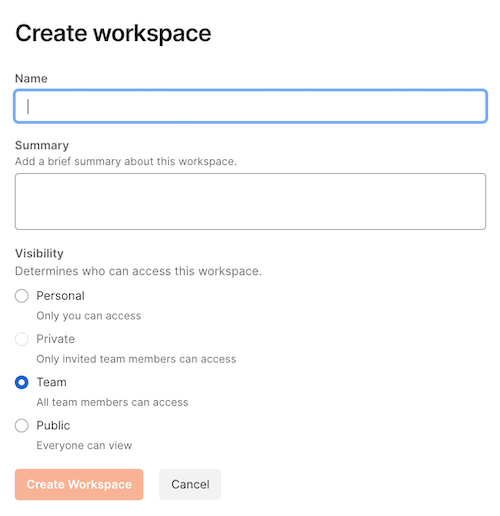 Create workspace
Name
Summary
Add a brief summary about this workspace.
Visibility
Determines who can access this workspace.
Personal
Only you can access
Private
Only invited team members can access
Team
All team members can access
Public
Everyone can view
Create Workspace Cancel